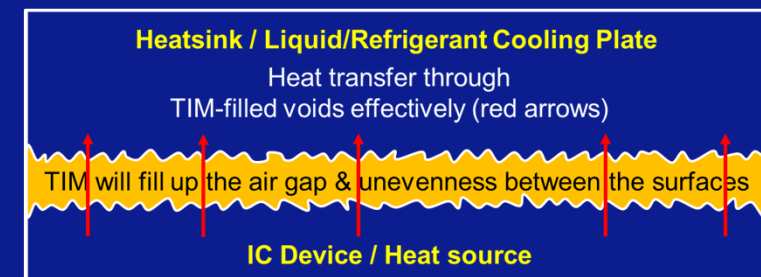 Heatsink / Liquid/Refrigerant Cooling Plate
Heat transfer through
TIM-filled voids effectively (red arrows)
TIM will fill up the air gap & unevenness between the surfaces
IC Device / Heat source